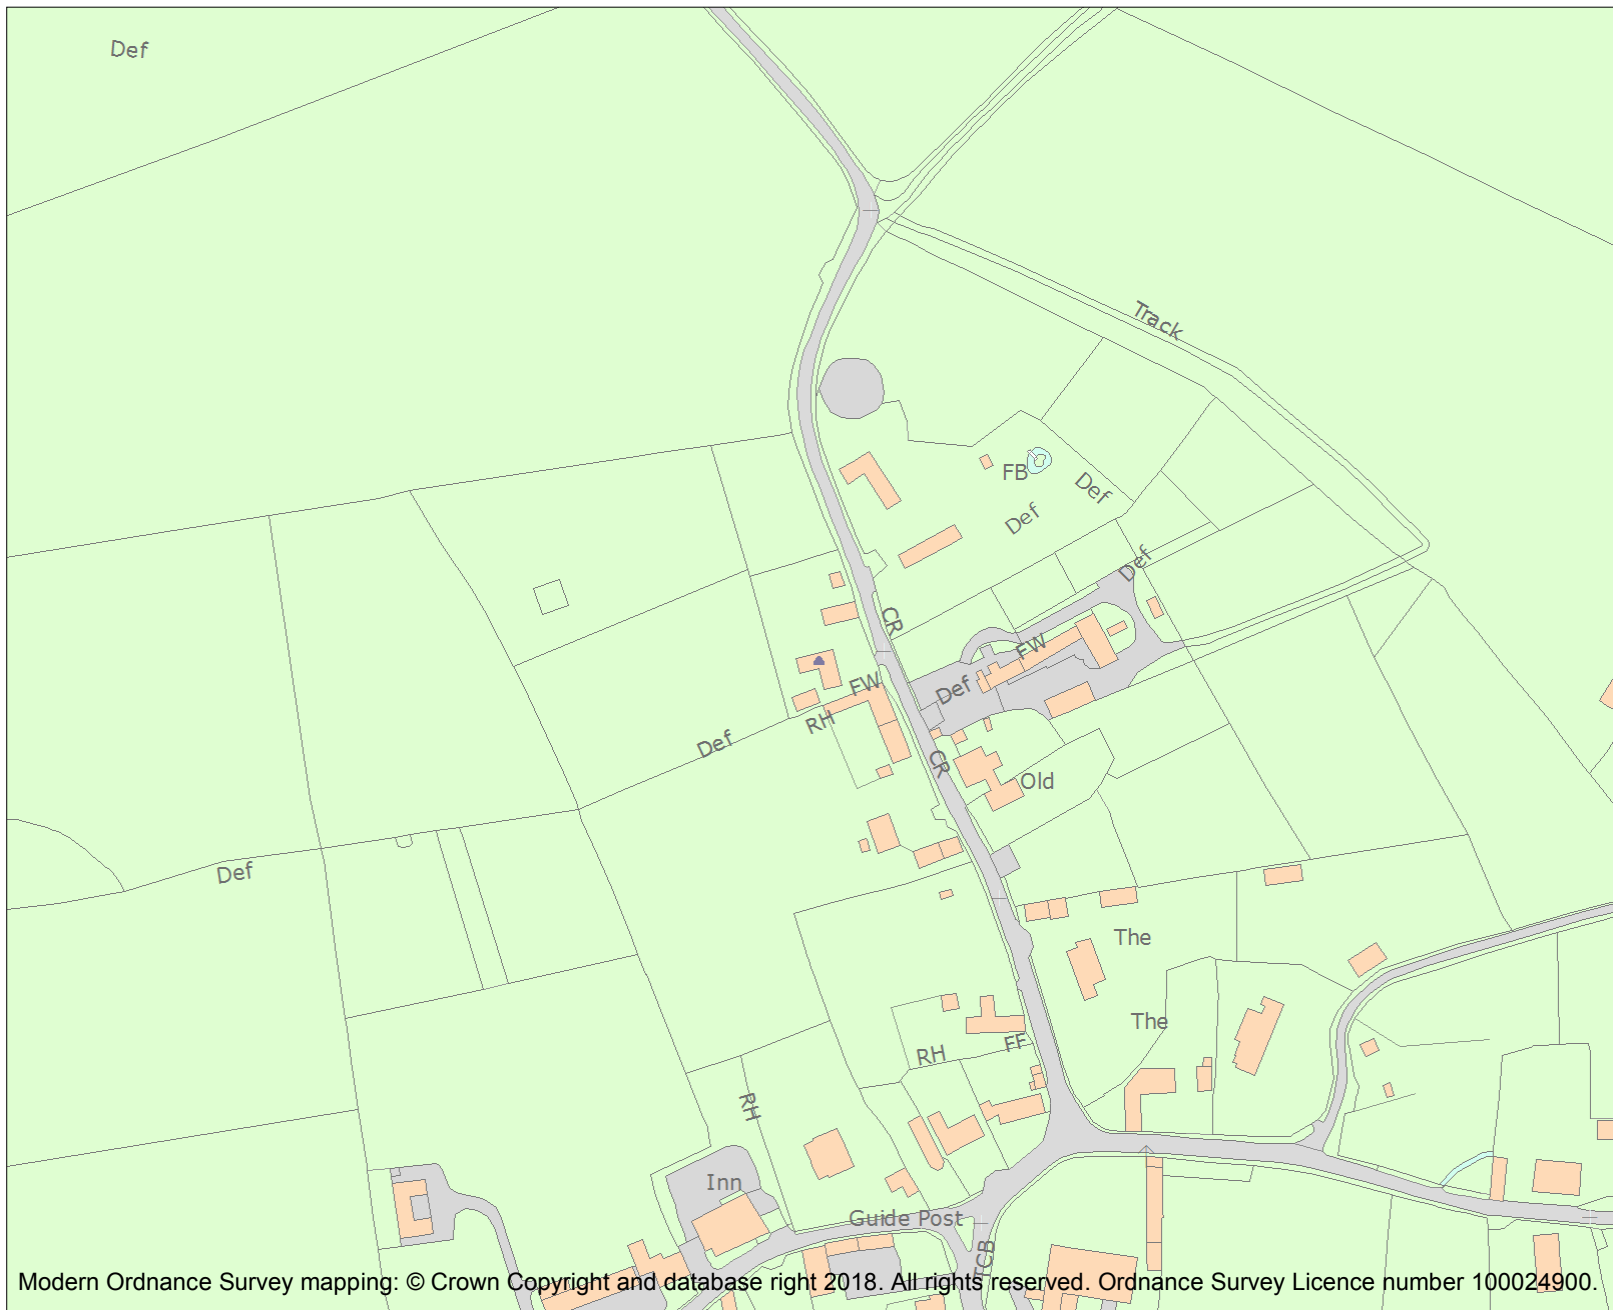 Def
Track
FB
Def
Def
Def
CR
FW
FW
Def
RH
Def
CR
Old
Def
The
The
FF
RH
RH
Inn
Guide Post
TCB
Modern Ordnance Survey mapping: © Crown Copyright and database right 2018. All rights reserved. Ordnance Survey Licence number 100024900.